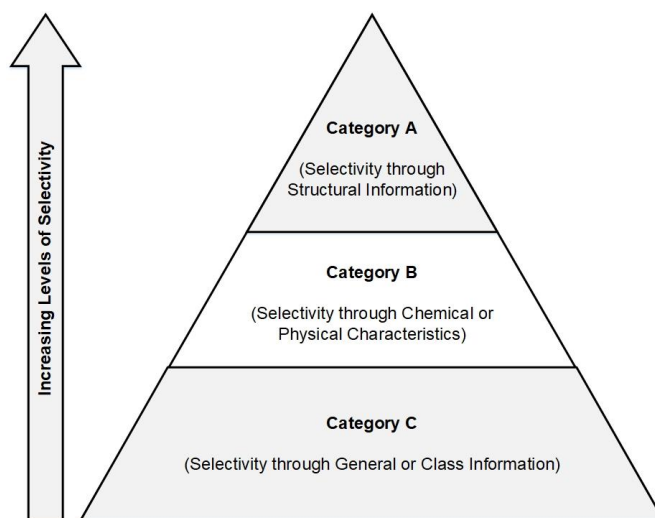 Increasing Levels of Selectivity
Category A
(Selectivity through
Structural Information)
Category B
(Selectivity through Chemical or
Physical Characteristics)
Category C
(Selectivity through General or Class Information)